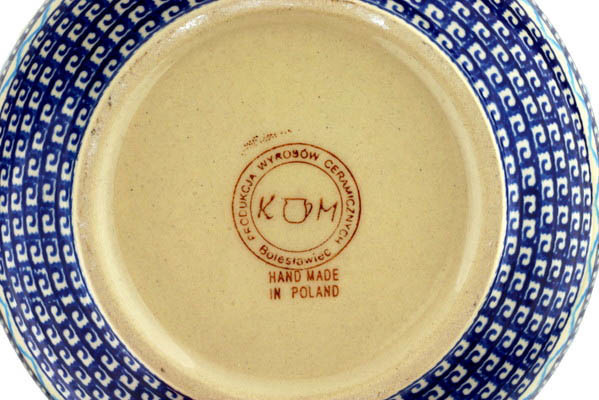 PRODUKCJA WYROBÓW CERAMICZNYCH
KOM
Bolesławiec
HAND MADE
IN POLAND